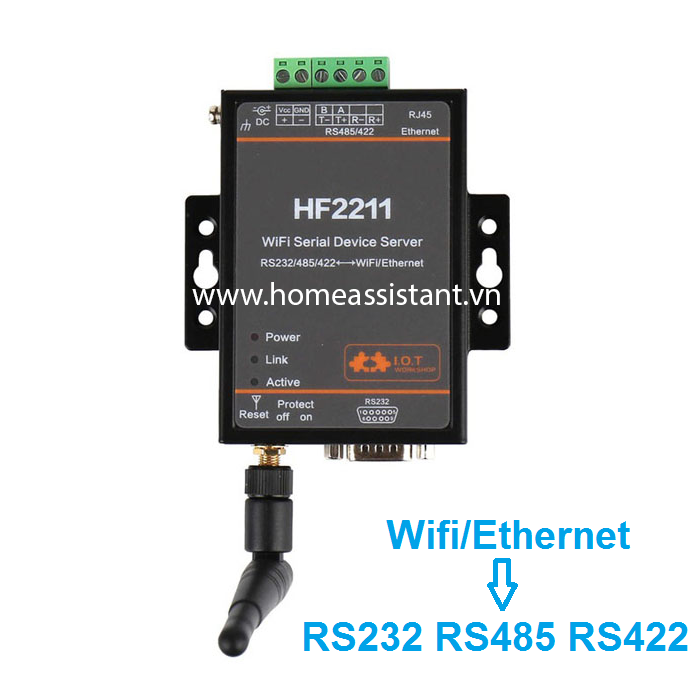 DC
Vcc GND
+ −
B A
T- T+ R- R+
RS485/422
RJ45
Ethernet
HF2211
WiFi Serial Device Server
RS232/485/422⟷WiFi/Ethernet
www.homeassistant.vn
Power
Link
Active
I.O.T
WORKSHOP
Reset
Protect
off on
RS232
Wifi/Ethernet
RS232 RS485 RS422